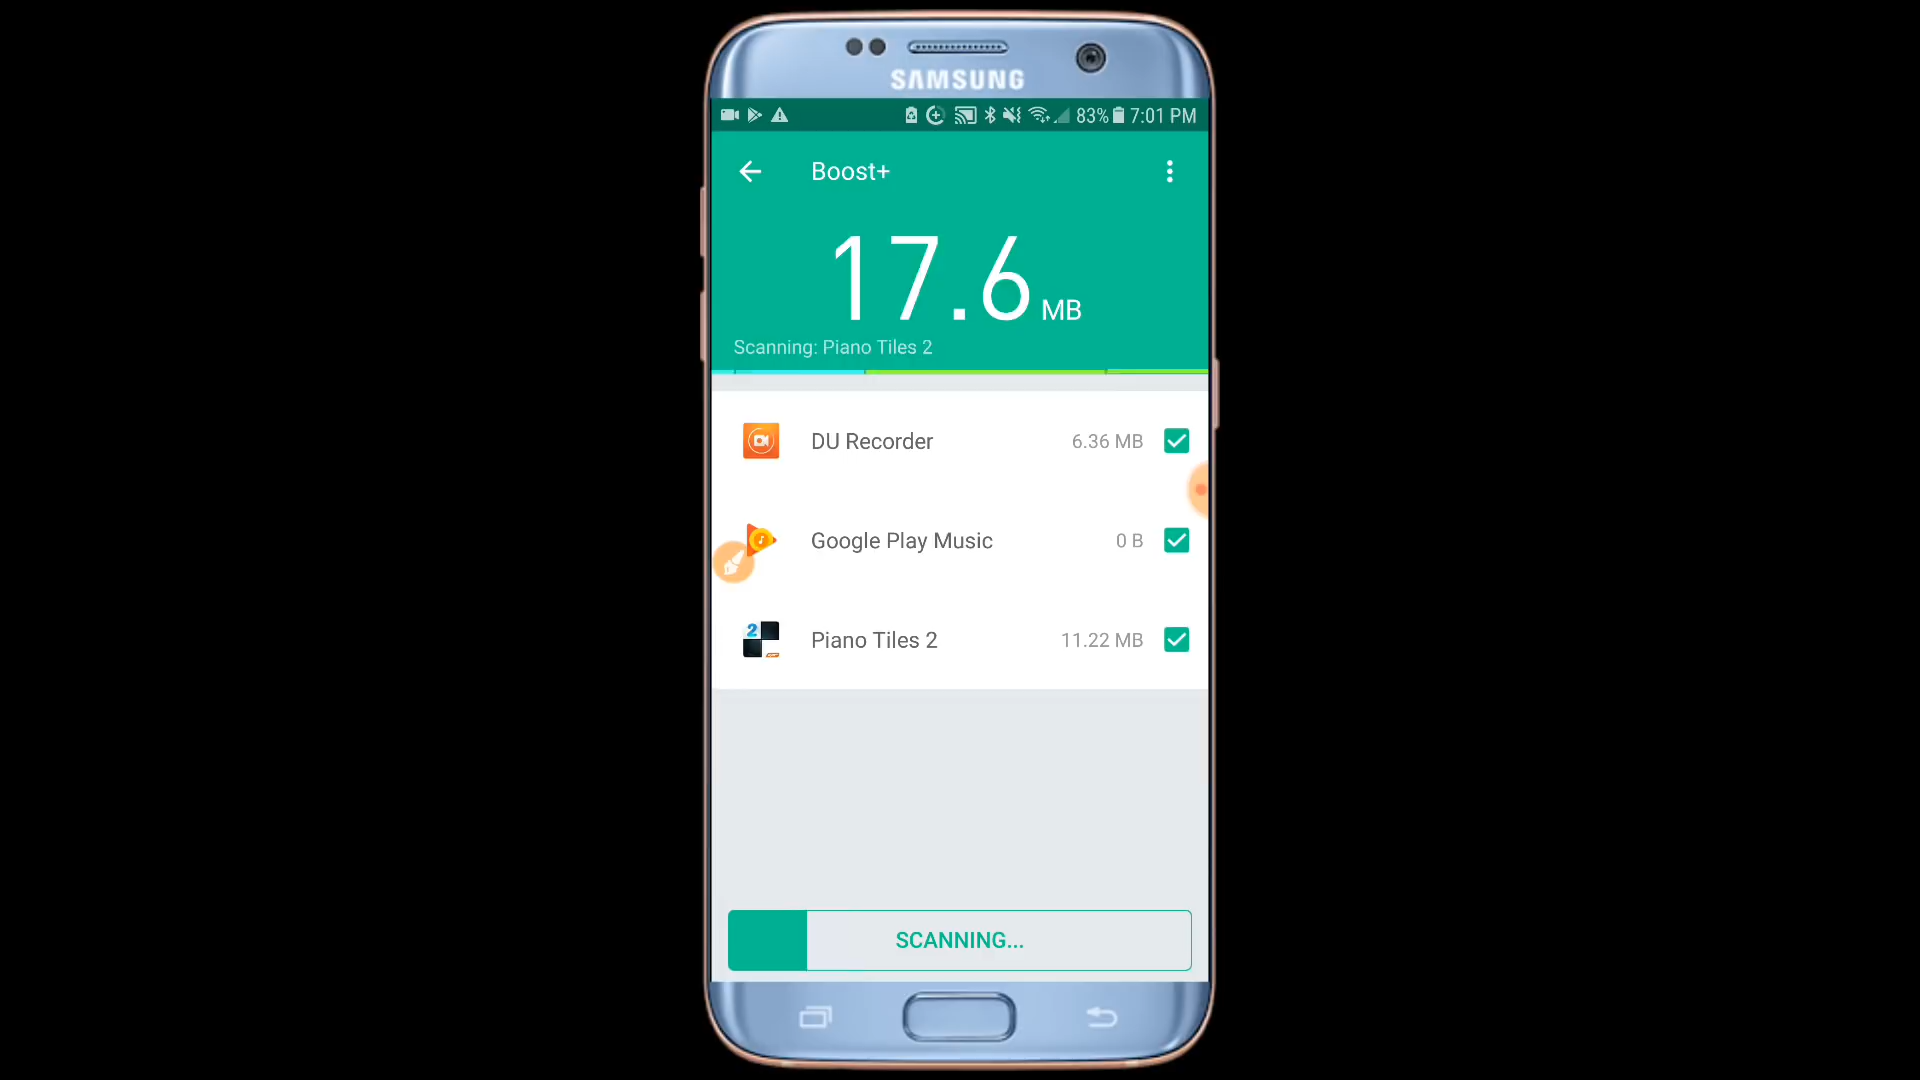 SAMSUNG
83% 7:01 PM
Boost+
17.6 MB
Scanning: Piano Tiles 2
DU Recorder 6.36 MB
Google Play Music 0 B
2
Piano Tiles 2 11.22 MB
SCANNING...